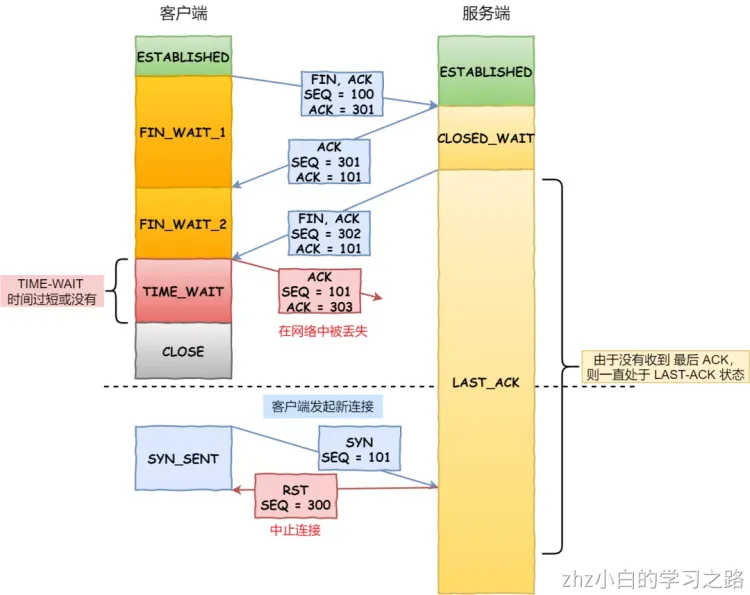 客户端
服务端
ESTABLISHED
ESTABLISHED
FIN, ACK
SEQ = 100
ACK = 301
FIN_WAIT_1
CLOSED_WAIT
ACK
SEQ = 301
ACK = 101
FIN_WAIT_2
FIN, ACK
SEQ = 302
ACK = 101
TIME-WAIT
时间过短或没有
TIME_WAIT
ACK
SEQ = 101
ACK = 303
在网络中被丢失
CLOSE
LAST_ACK
由于没有收到 最后 ACK，
则一直处于 LAST-ACK 状态
客户端发起新连接
SYN_SENT
SYN
SEQ = 101
RST
SEQ = 300
中止连接
zhz小白的学习之路